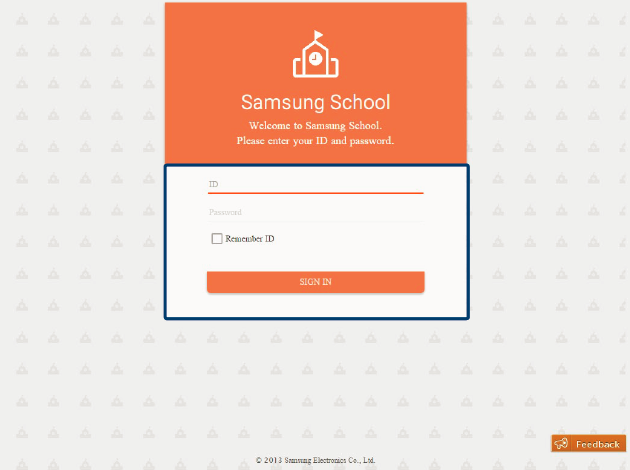 Samsung School
Welcome to Samsung School.
Please enter your ID and password.
ID
Password
Remember ID
SIGN IN
Feedback
© 2013 Samsung Electronics Co., Ltd.